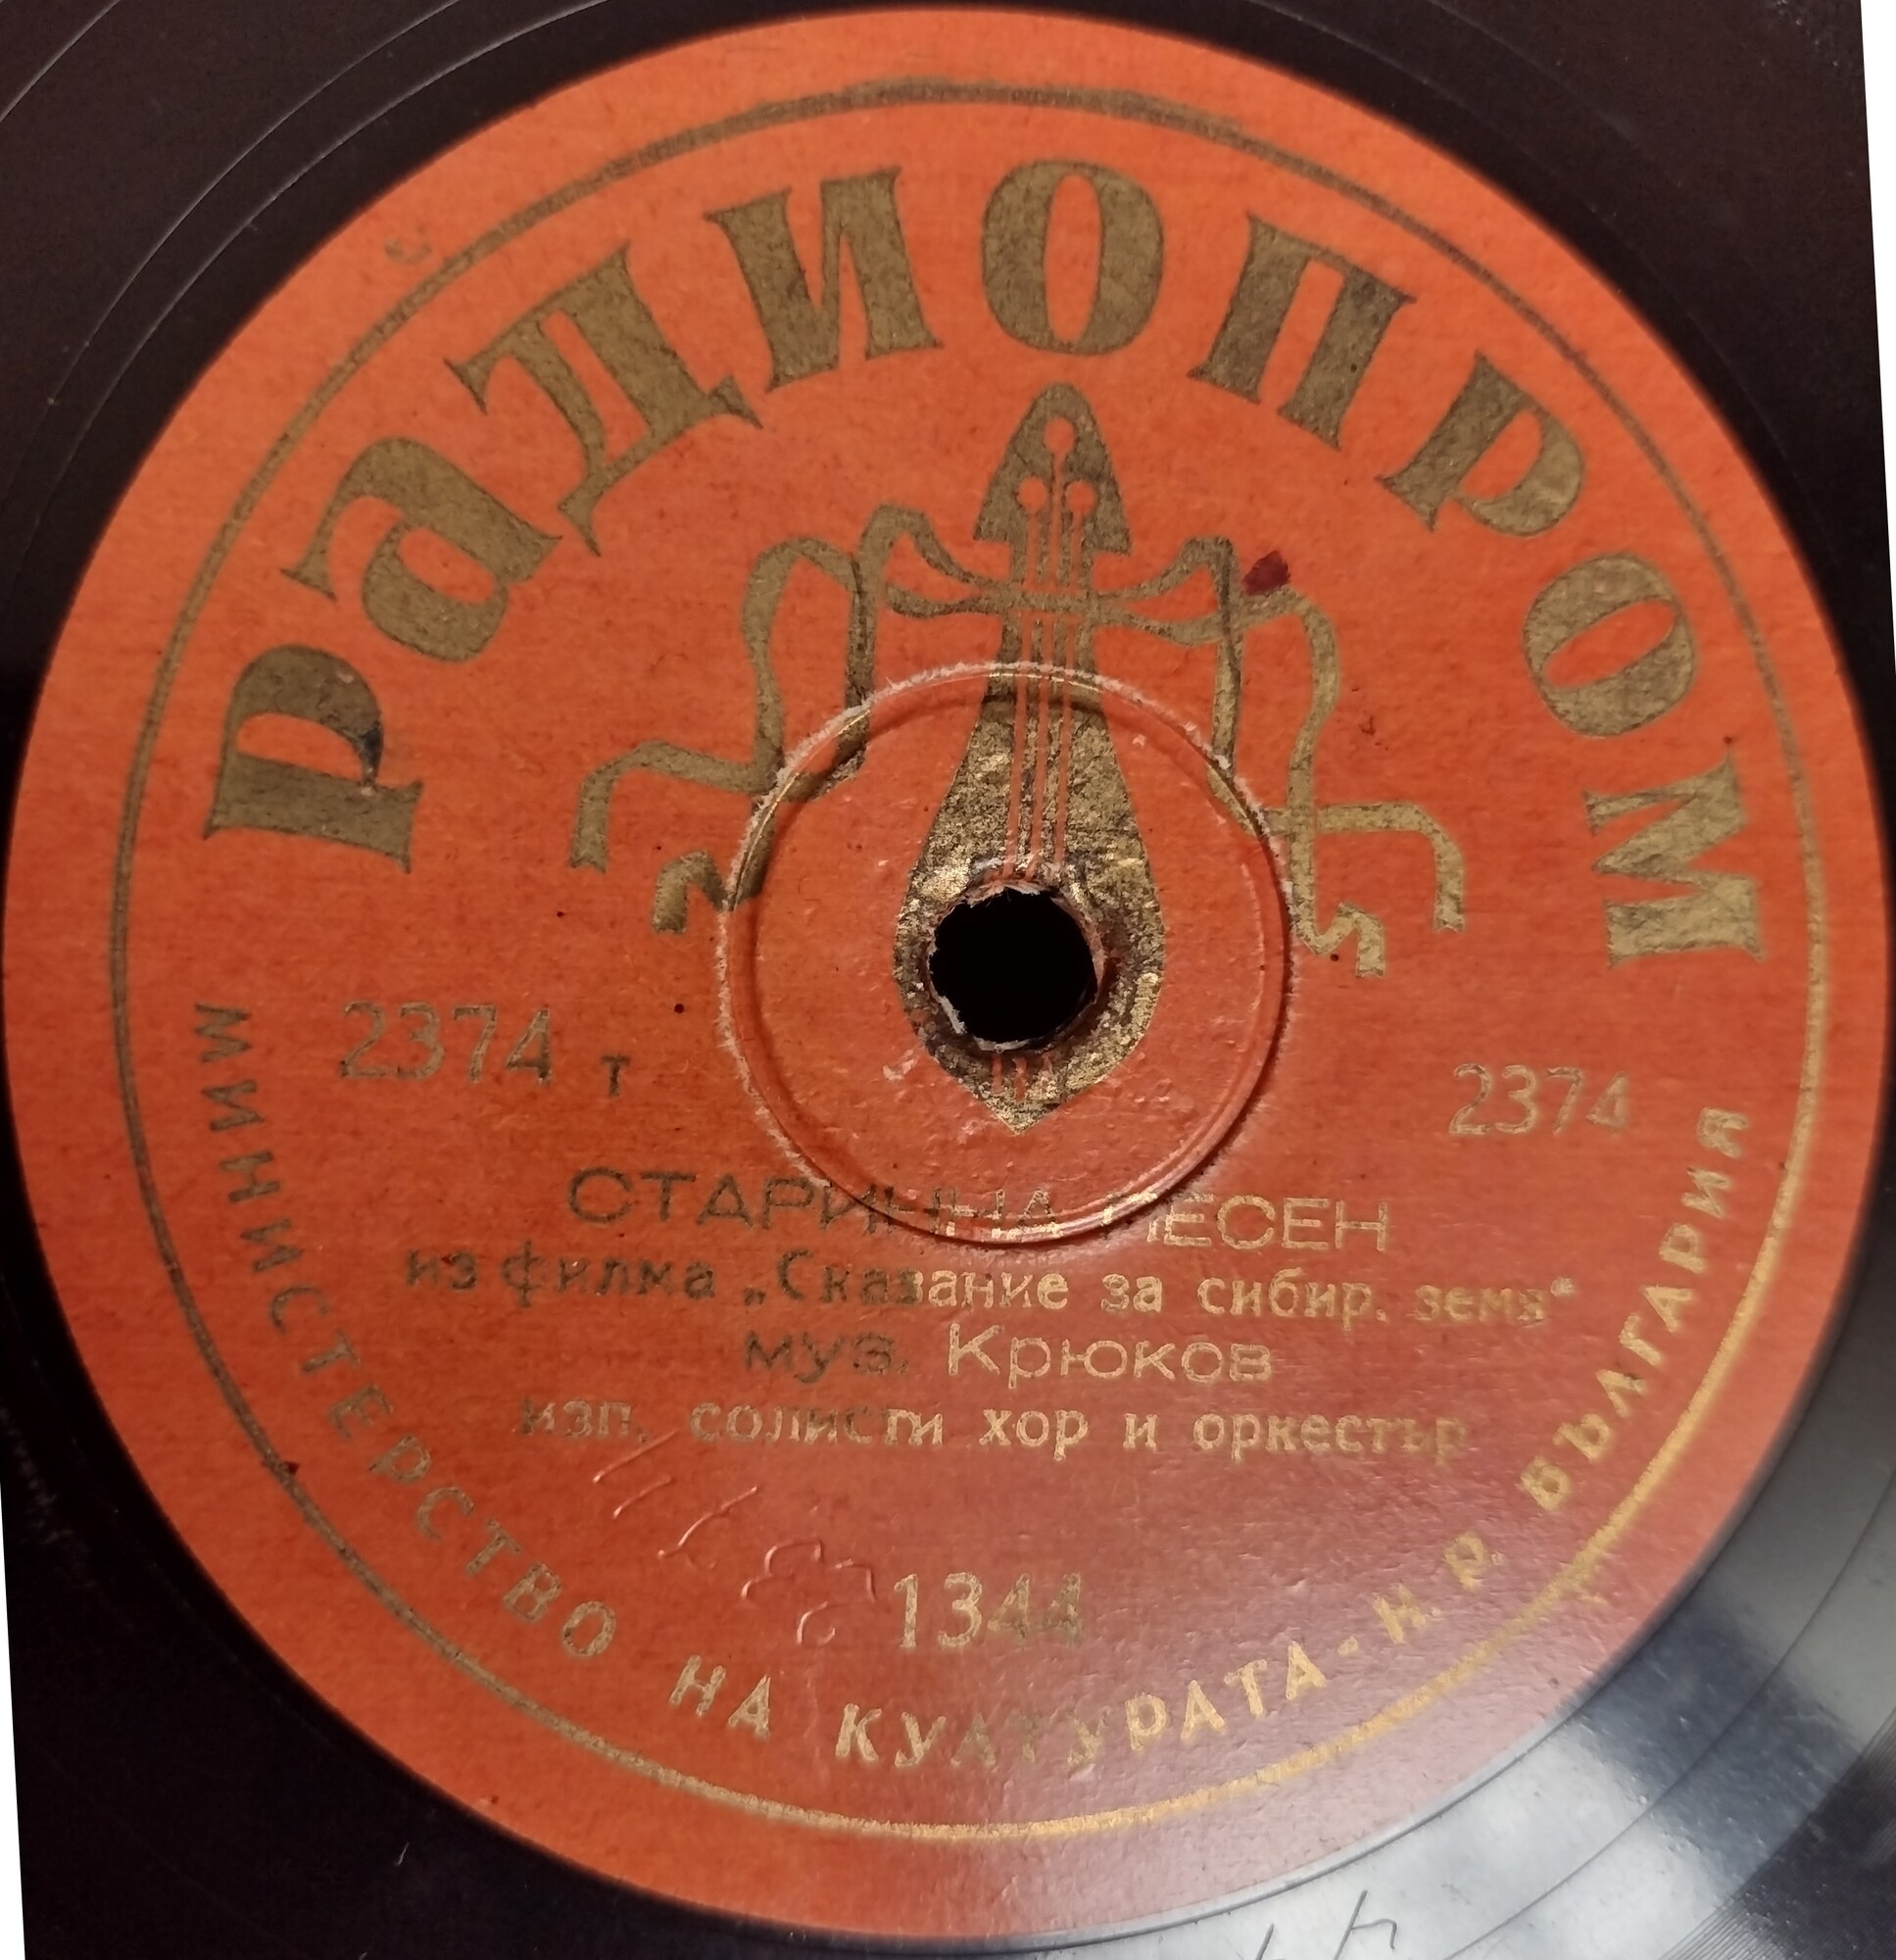 Радиопром
2374 т
2374
СТАРИННА ПЕСЕН
из филма „Сказание за сибир. земя“
муз. Крюков
изп. солисти хор и оркестър
1344
МИНИСТЕРСТВО НА КУЛТУРАТА - Н. Р. БЪЛГАРИЯ